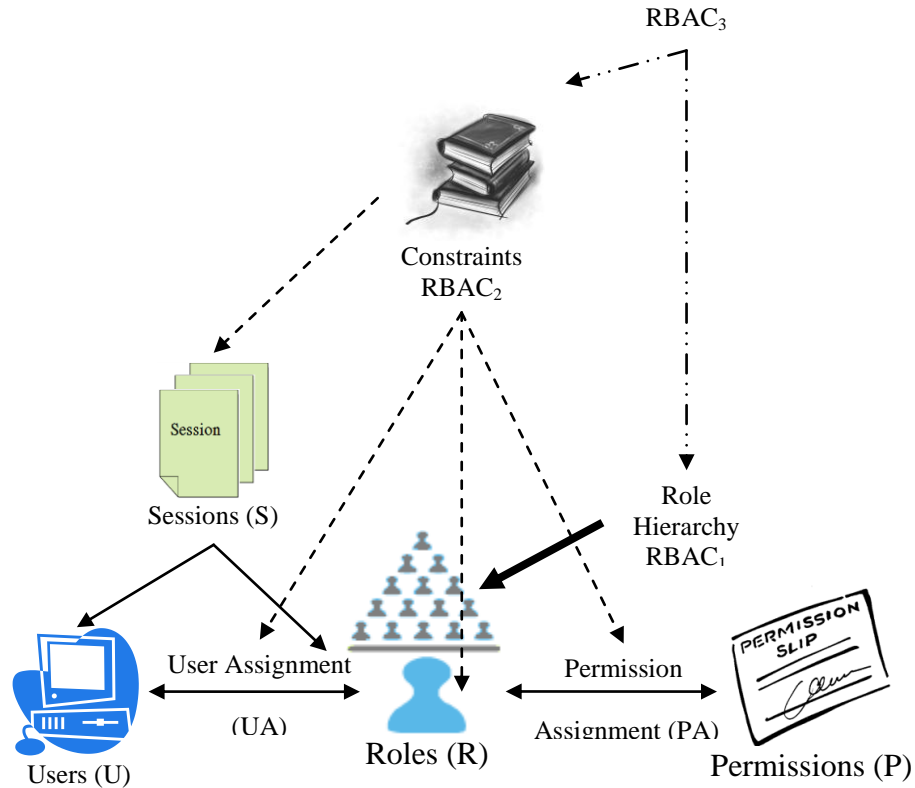 RBAC₃
Constraints
RBAC₂
Session
Sessions (S)
Role
Hierarchy
RBAC₁
PERMISSION
SLIP
User Assignment
(UA)
Permission
Assignment (PA)
Users (U)
Roles (R)
Permissions (P)